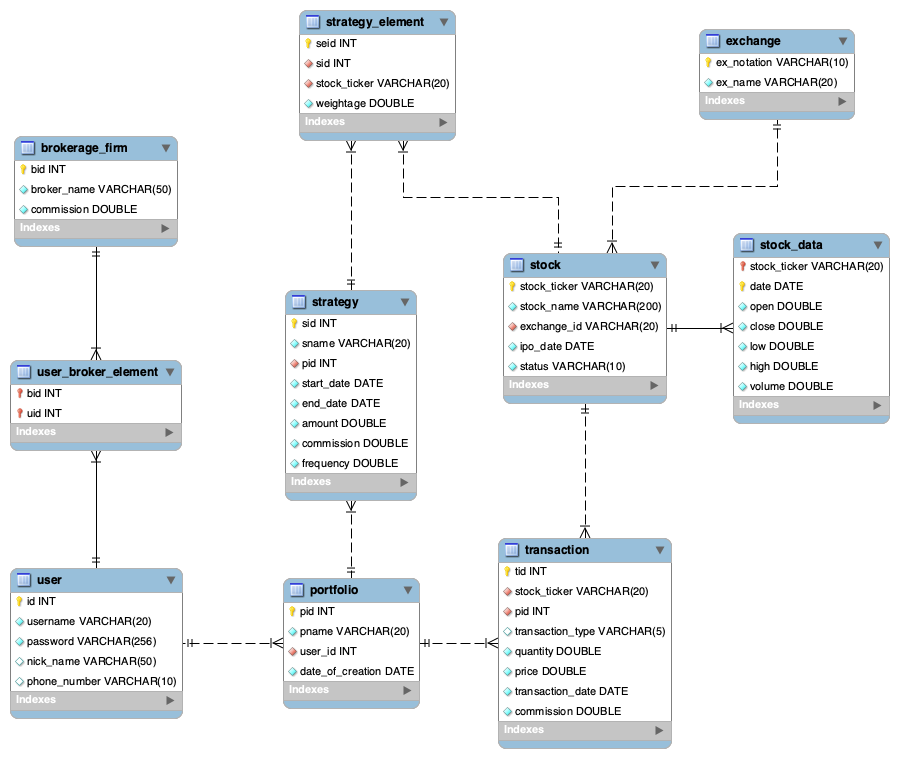 strategy_element
seid INT
sid INT
stock_ticker VARCHAR(20)
weightage DOUBLE
Indexes
exchange
ex_notation VARCHAR(10)
ex_name VARCHAR(20)
Indexes
brokerage_firm
bid INT
broker_name VARCHAR(50)
commission DOUBLE
Indexes
stock_data
stock_ticker VARCHAR(20)
date DATE
open DOUBLE
close DOUBLE
low DOUBLE
high DOUBLE
volume DOUBLE
Indexes
stock
stock_ticker VARCHAR(20)
stock_name VARCHAR(200)
exchange_id VARCHAR(20)
ipo_date DATE
status VARCHAR(10)
Indexes
strategy
sid INT
sname VARCHAR(20)
pid INT
start_date DATE
end_date DATE
amount DOUBLE
commission DOUBLE
frequency DOUBLE
Indexes
user_broker_element
bid INT
uid INT
Indexes
user
id INT
username VARCHAR(20)
password VARCHAR(256)
nick_name VARCHAR(50)
phone_number VARCHAR(10)
Indexes
portfolio
pid INT
pname VARCHAR(20)
user_id INT
date_of_creation DATE
Indexes
transaction
tid INT
stock_ticker VARCHAR(20)
pid INT
transaction_type VARCHAR(5)
quantity DOUBLE
price DOUBLE
transaction_date DATE
commission DOUBLE
Indexes